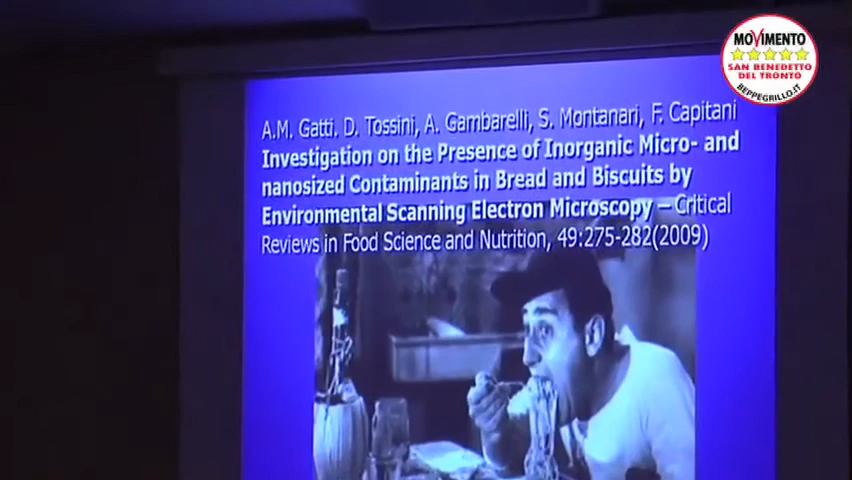 MOVIMENTO
SAN BENEDETTO
DEL TRONTO
BEPPEGRILLO.IT
A.M. Gatti. D. Tossini, A. Gambarelli, S. Montanari, F. Capitani
Investigation on the Presence of Inorganic Micro- and
nanosized Contaminants in Bread and Biscuits by
Environmental Scanning Electron Microscopy – Critical
Reviews in Food Science and Nutrition, 49:275-282(2009)